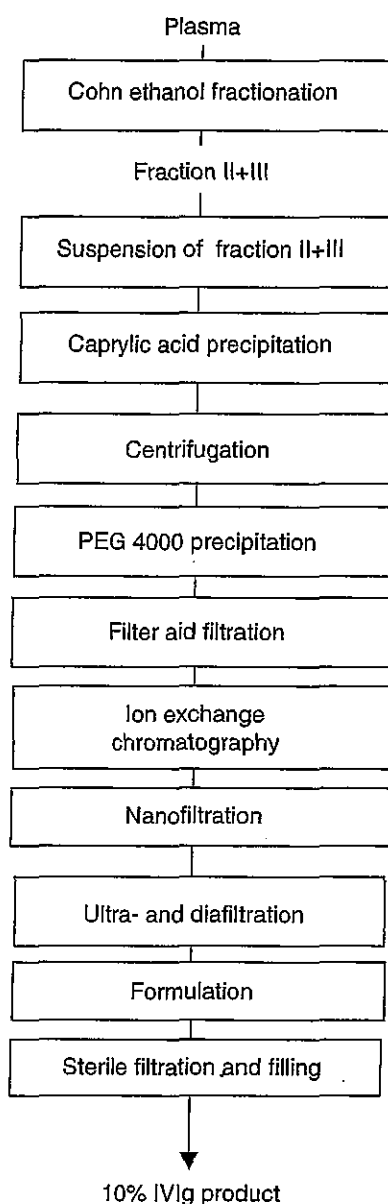 Plasma
Cohn ethanol fractionation
Fraction II+III
Suspension of fraction II+III
Caprylic acid precipitation
Centrifugation
PEG 4000 precipitation
Filter aid filtration
Ion exchange
chromatography
Nanofiltration
Ultra- and diafiltration
Formulation
Sterile filtration and filling
10% IVIg product